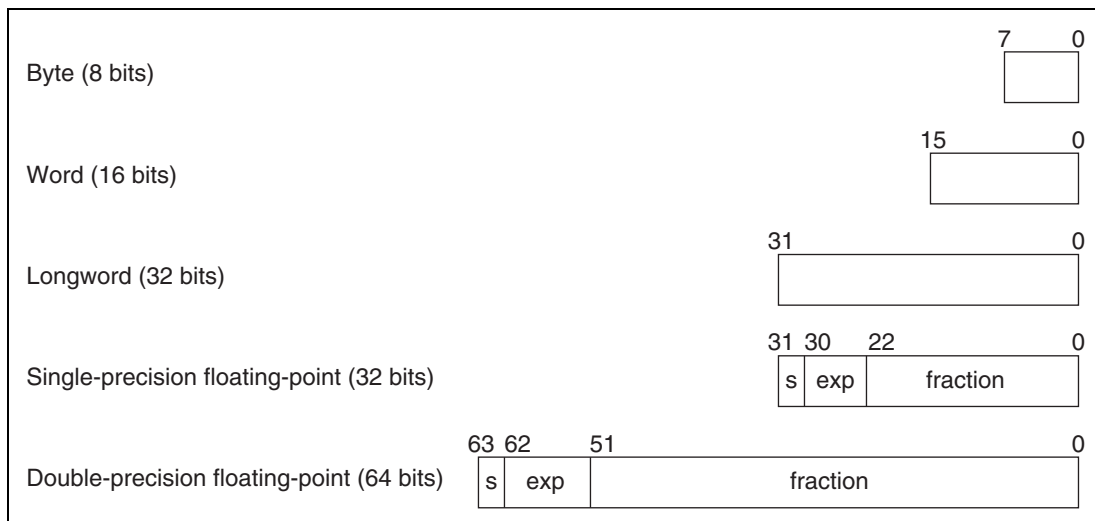 7 0
Byte (8 bits)
15 0
Word (16 bits)
31 0
Longword (32 bits)
31 30 22 0
Single-precision floating-point (32 bits) s exp fraction
63 62 51 0
Double-precision floating-point (64 bits) s exp fraction